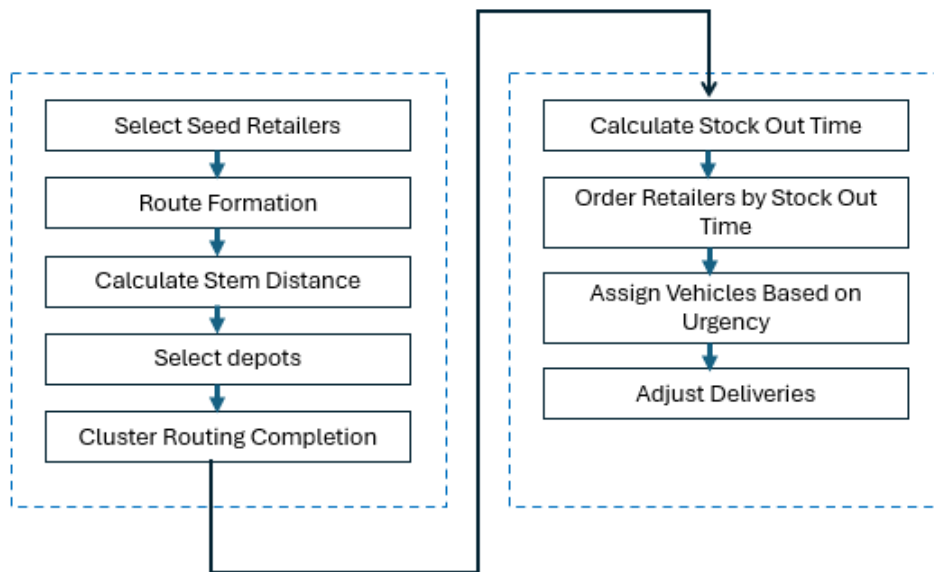 Select Seed Retailers
Route Formation
Calculate Stem Distance
Select depots
Cluster Routing Completion
Calculate Stock Out Time
Order Retailers by Stock Out
Time
Assign Vehicles Based on
Urgency
Adjust Deliveries